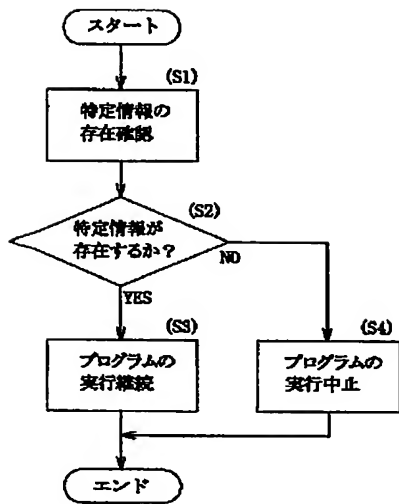 スタート
(S1)
特定情報の
存在確認
(S2)
特定情報が
存在するか？
NO
YES
(S3)
プログラムの
実行継続
(S4)
プログラムの
実行中止
エンド